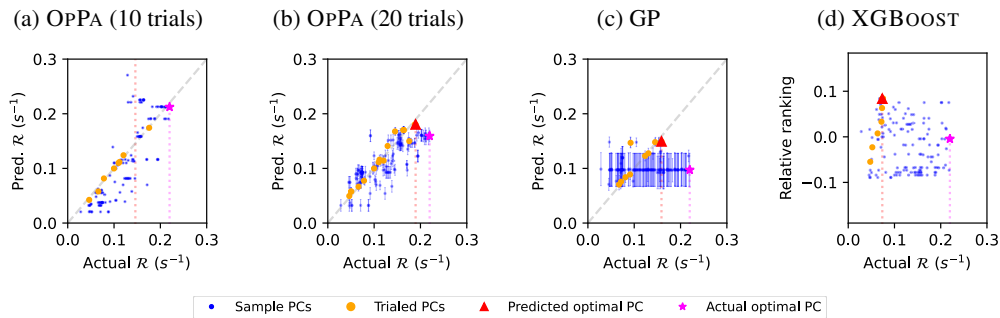 (a) OPPA (10 trials)
(b) OPPA (20 trials)
(c) GP
(d) XGBOOST
0.3
0.2
0.1
0.0
Pred. R (s⁻¹)
0.0 0.1 0.2 0.3
Actual R (s⁻¹)
0.3
0.2
0.1
0.0
Pred. R (s⁻¹)
0.0 0.1 0.2 0.3
Actual R (s⁻¹)
0.3
0.2
0.1
0.0
Pred. R (s⁻¹)
0.0 0.1 0.2 0.3
Actual R (s⁻¹)
0.1
0.0
−0.1
Relative ranking
0.0 0.1 0.2 0.3
Actual R (s⁻¹)
Sample PCs
Trialed PCs
Predicted optimal PC
Actual optimal PC